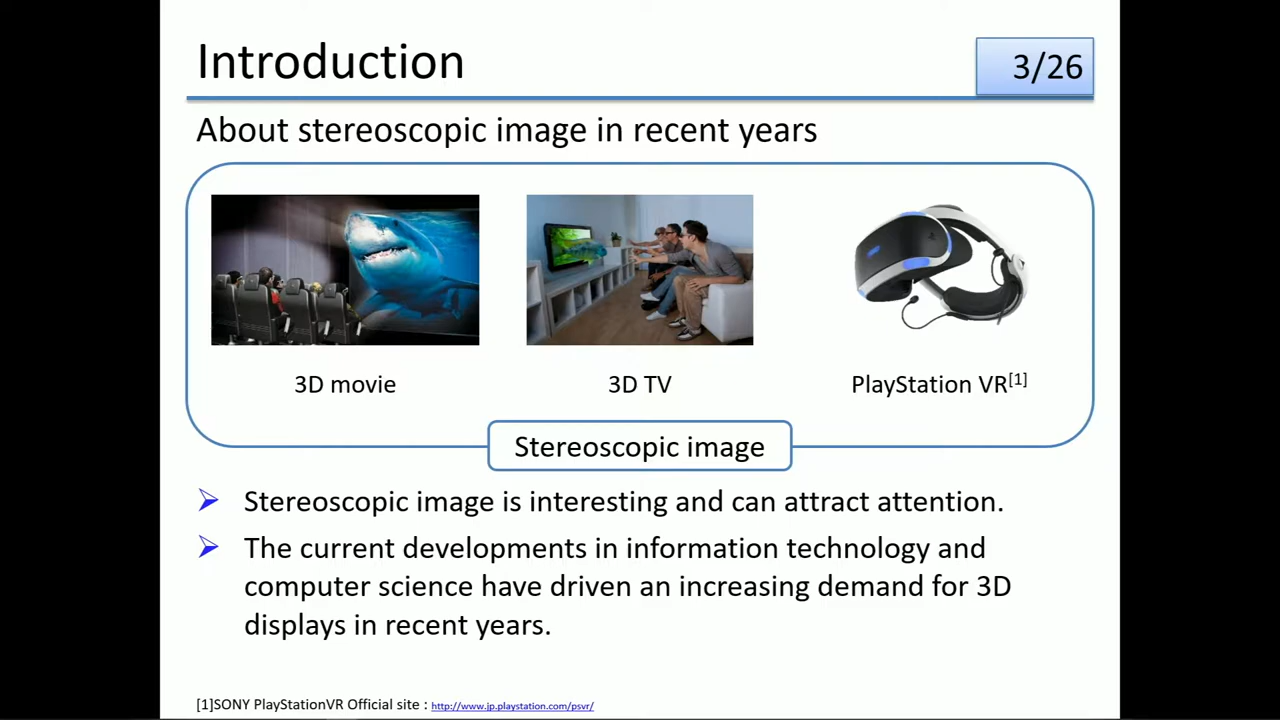 Introduction
3/26
About stereoscopic image in recent years
3D movie
3D TV
PlayStation VR[1]
Stereoscopic image
Stereoscopic image is interesting and can attract attention.
The current developments in information technology and
computer science have driven an increasing demand for 3D
displays in recent years.
[1]SONY PlayStationVR Official site : http://www.jp.playstation.com/psvr/